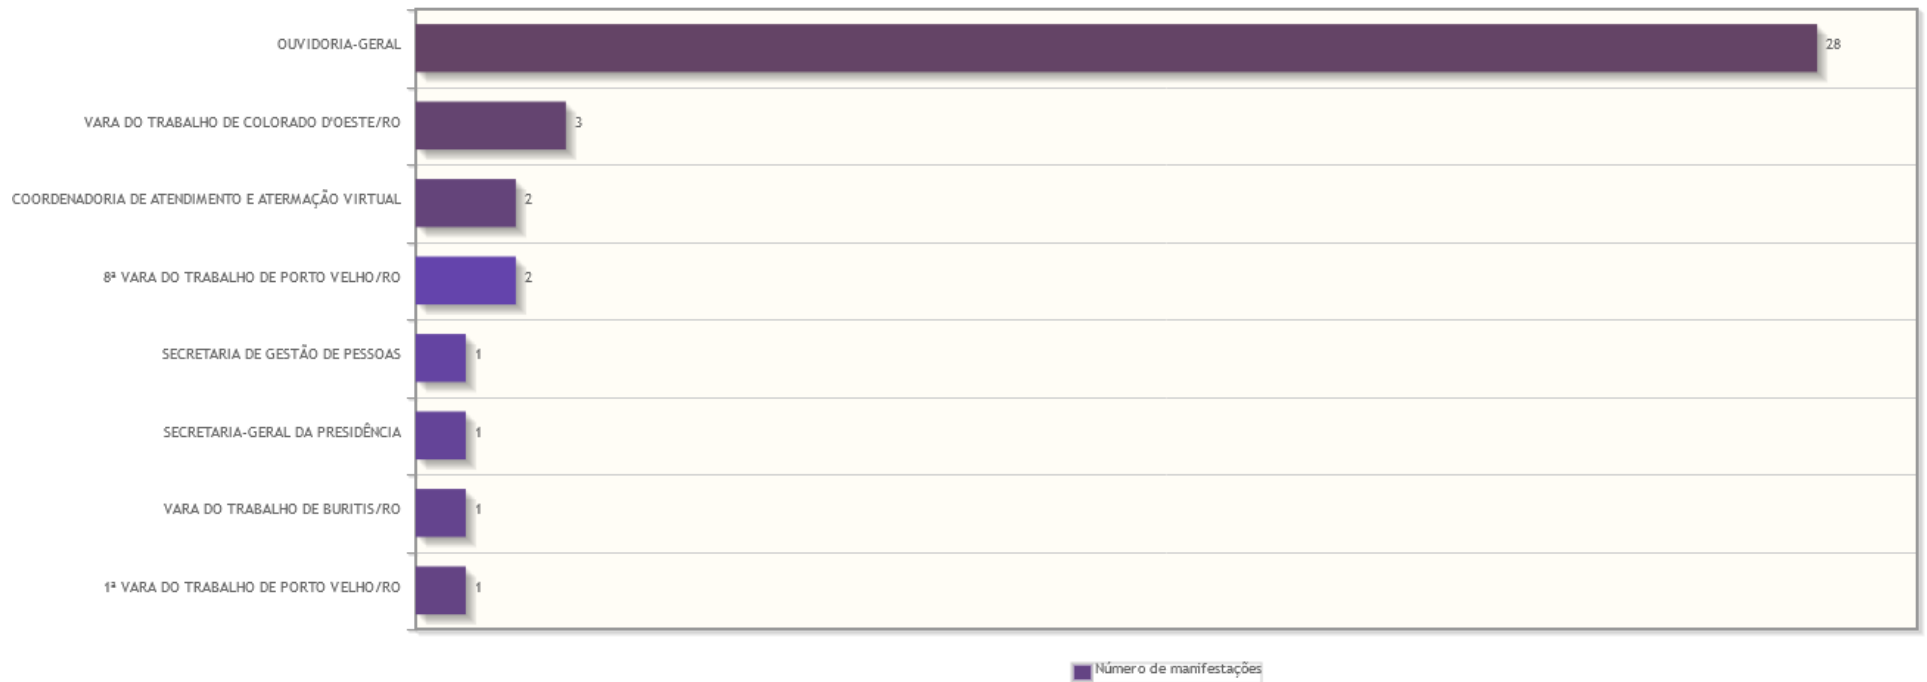 OUVIDORIA-GERAL 28
VARA DO TRABALHO DE COLORADO D'OESTE/RO 3
COORDENADORIA DE ATENDIMENTO E ATERMAÇÃO VIRTUAL 2
8ª VARA DO TRABALHO DE PORTO VELHO/RO 2
SECRETARIA DE GESTÃO DE PESSOAS 1
SECRETARIA-GERAL DA PRESIDÊNCIA 1
VARA DO TRABALHO DE BURITIS/RO 1
1ª VARA DO TRABALHO DE PORTO VELHO/RO 1
Número de manifestações